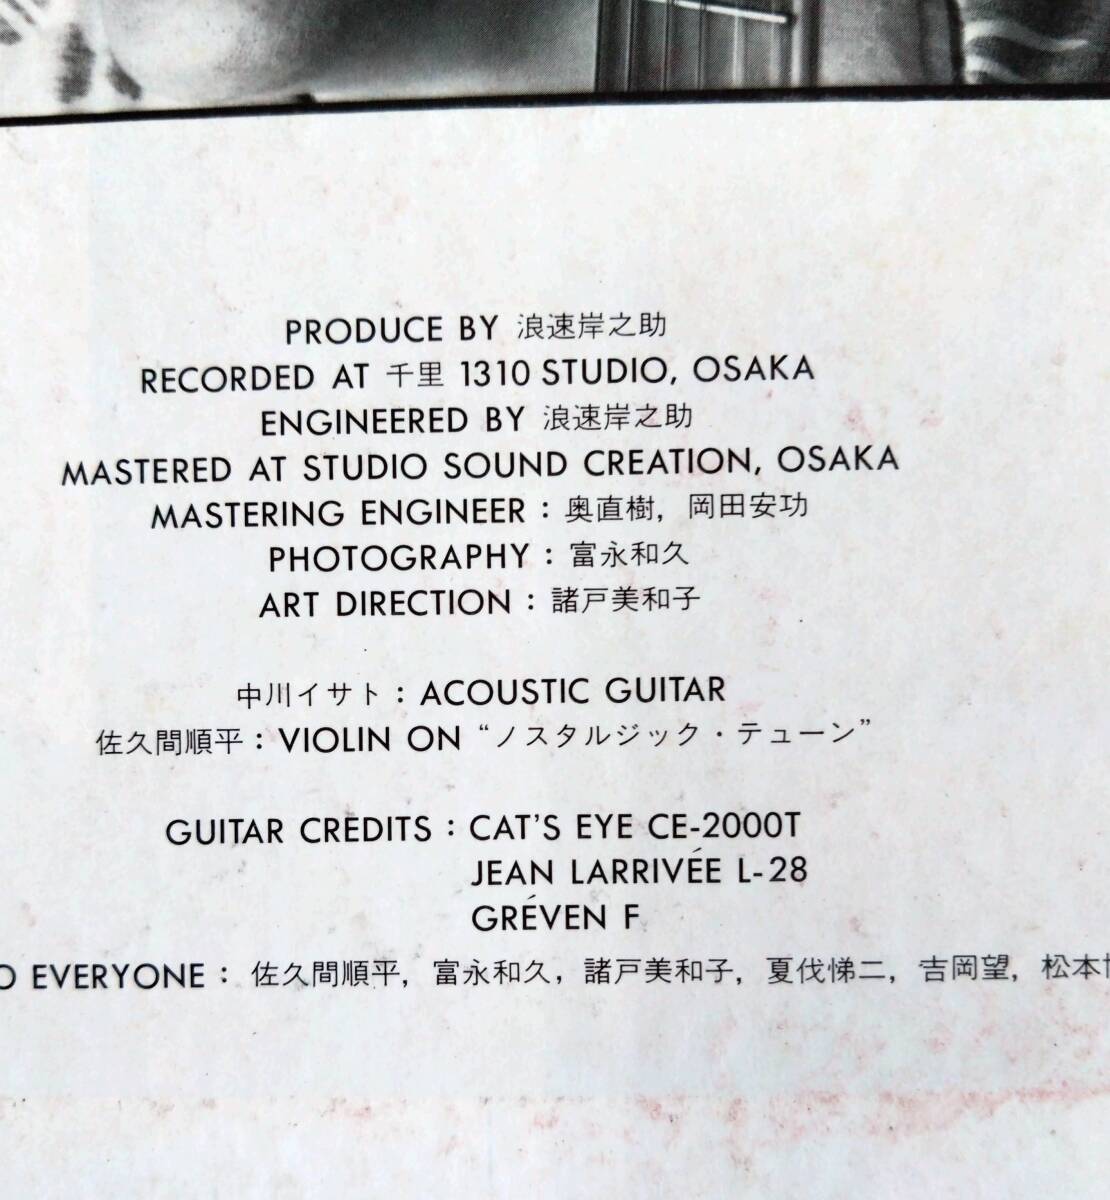 PRODUCE BY 浪速岸之助
RECORDED AT 千里 1310 STUDIO, OSAKA
ENGINEERED BY 浪速岸之助
MASTERED AT STUDIO SOUND CREATION, OSAKA
MASTERING ENGINEER : 奥直樹, 岡田安功
PHOTOGRAPHY : 富永和久
ART DIRECTION : 諸戸美和子
中川イサト : ACOUSTIC GUITAR
佐久間順平 : VIOLIN ON “ノスタルジック・テューン”
GUITAR CREDITS : CAT'S EYE CE-2000T
JEAN LARRIVÉE L-28
GRÉVEN F
O EVERYONE : 佐久間順平, 富永和久, 諸戸美和子, 夏伐悌二, 吉岡望, 松本